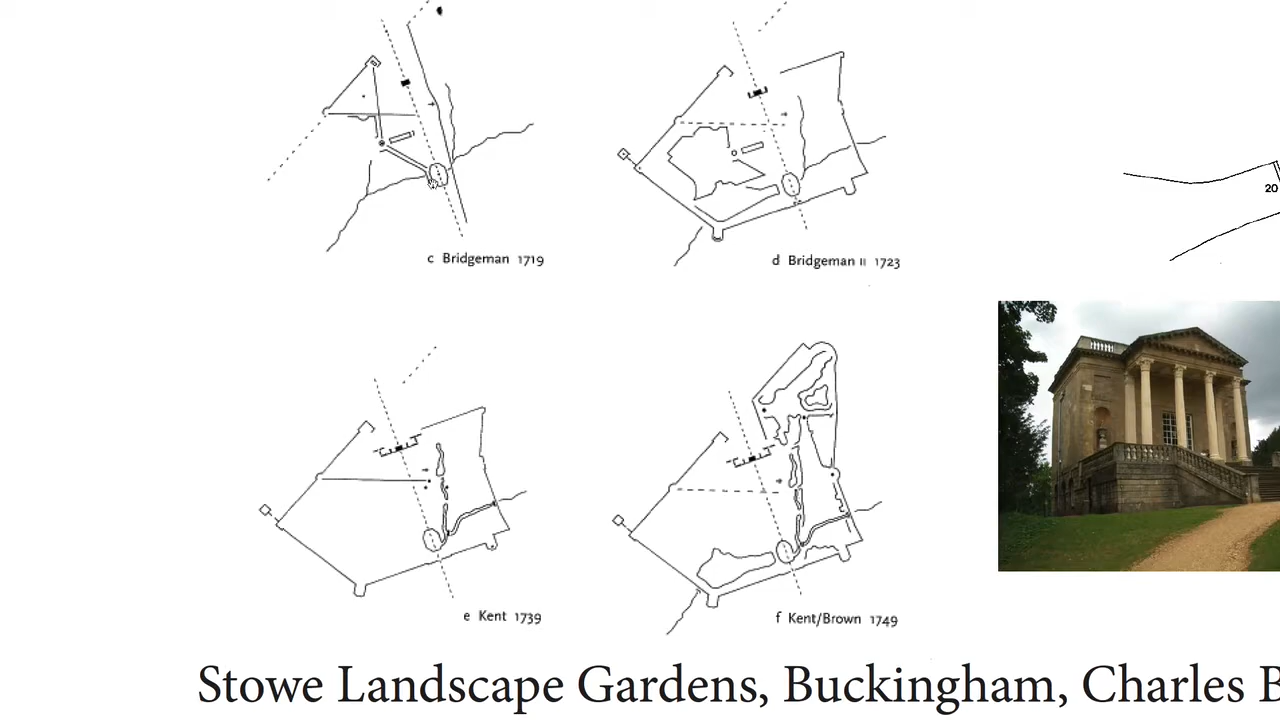 c Bridgeman 1719
d Bridgeman II 1723
20
e Kent 1739
f Kent/Brown 1749
Stowe Landscape Gardens, Buckingham, Charles B